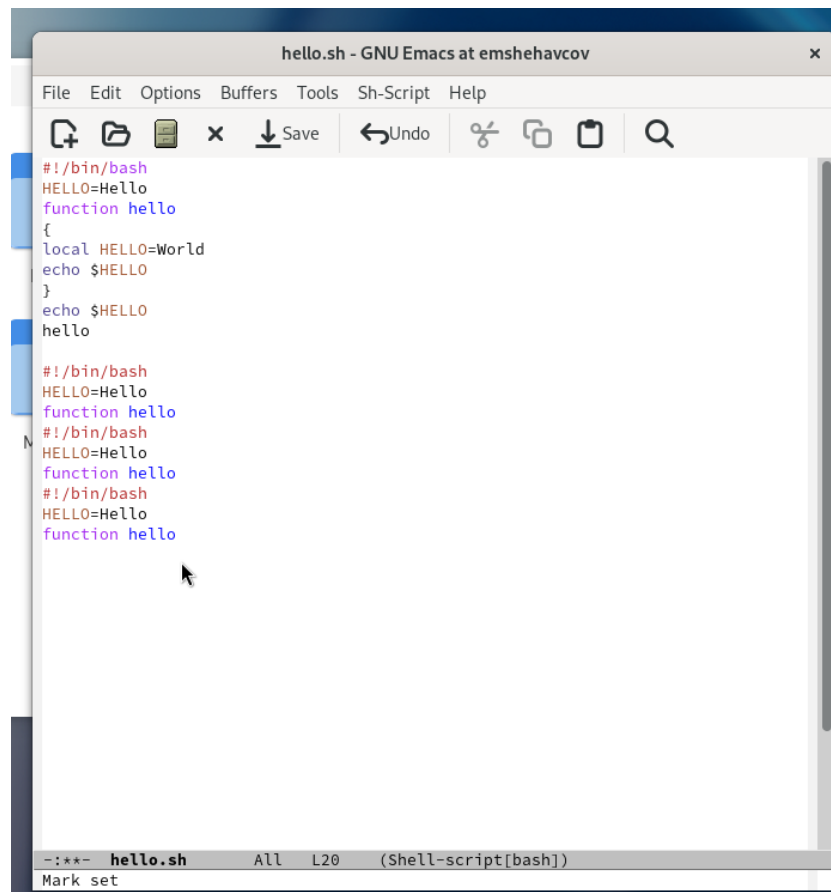 hello.sh - GNU Emacs at emshehavcov ×
File Edit Options Buffers Tools Sh-Script Help
Save Undo
#!/bin/bash
HELLO=Hello
function hello
{
local HELLO=World
echo $HELLO
}
echo $HELLO
hello
#!/bin/bash
HELLO=Hello
function hello
#!/bin/bash
HELLO=Hello
function hello
#!/bin/bash
HELLO=Hello
function hello
-:**- hello.sh All L20 (Shell-script[bash])
Mark set